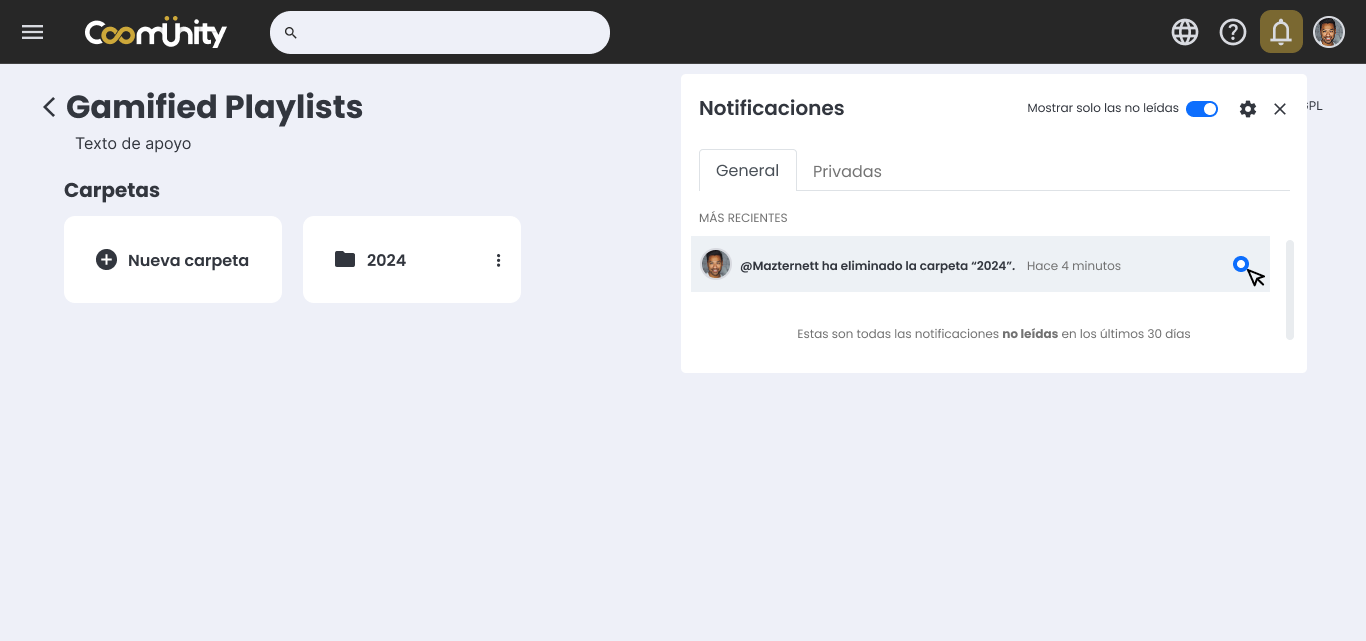 Coomünity
Gamified Playlists
Texto de apoyo
Carpetas
Nueva carpeta
2024
Notificaciones
Mostrar solo las no leídas
PL
General
Privadas
MÁS RECIENTES
@Mazternett ha eliminado la carpeta “2024”. Hace 4 minutos
Estas son todas las notificaciones no leídas en los últimos 30 días